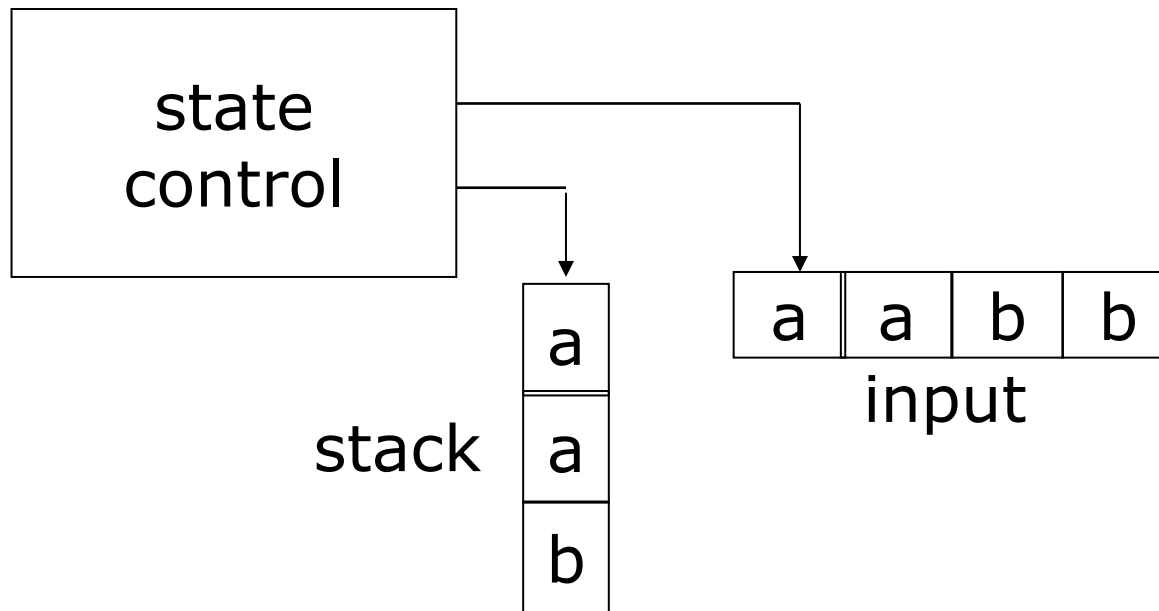 state
control
a a b b
input
a
stack a
b